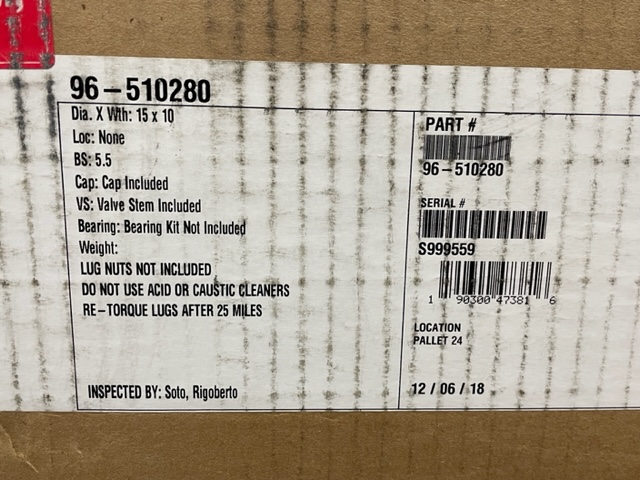 96-510280
Dia. X Wth: 15 x 10
Loc: None
BS: 5.5
Cap: Cap Included
VS: Valve Stem Included
Bearing: Bearing Kit Not Included
Weight:
LUG NUTS NOT INCLUDED
DO NOT USE ACID OR CAUSTIC CLEANERS
RE-TORQUE LUGS AFTER 25 MILES
INSPECTED BY: Soto, Rigoberto
PART #
96-510280
SERIAL #
S999559
1 90300 47381 6
LOCATION
PALLET 24
12 / 06 / 18